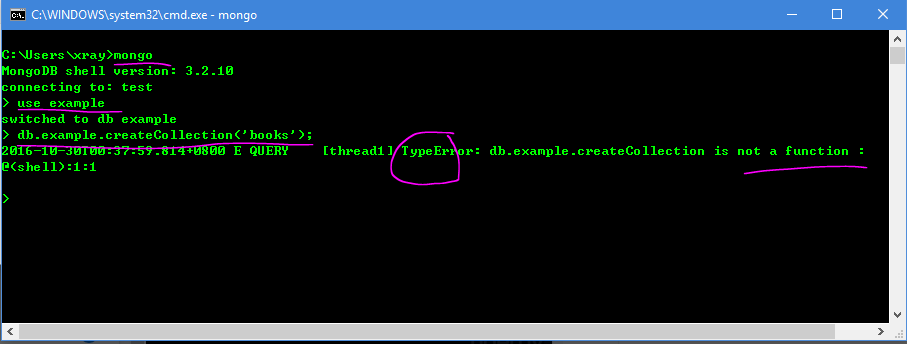 C:\WINDOWS\system32\cmd.exe - mongo
C:\Users\xray>mongo
MongoDB shell version: 3.2.10
connecting to: test
> use example
switched to db example
> db.example.createCollection('books');
2016-10-30T00:37:59.814+0800 E QUERY    [thread1] TypeError: db.example.createCollection is not a function :
@(shell):1:1
>